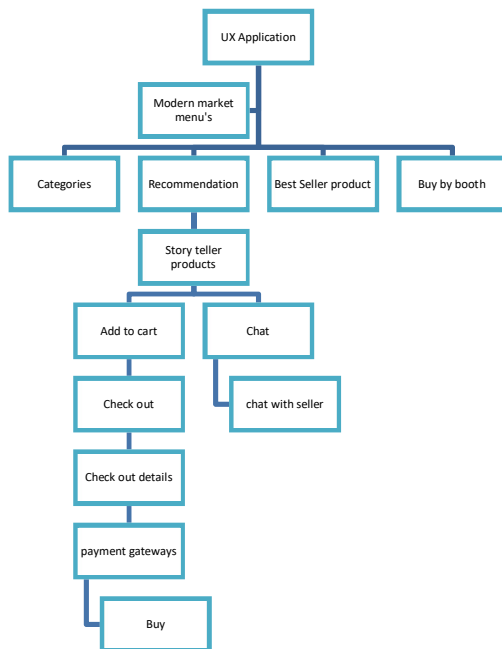 UX Application
Modern market
menu's
Categories
Recommendation
Best Seller product
Buy by booth
Story teller
products
Add to cart
Chat
Check out
chat with seller
Check out details
payment gateways
Buy